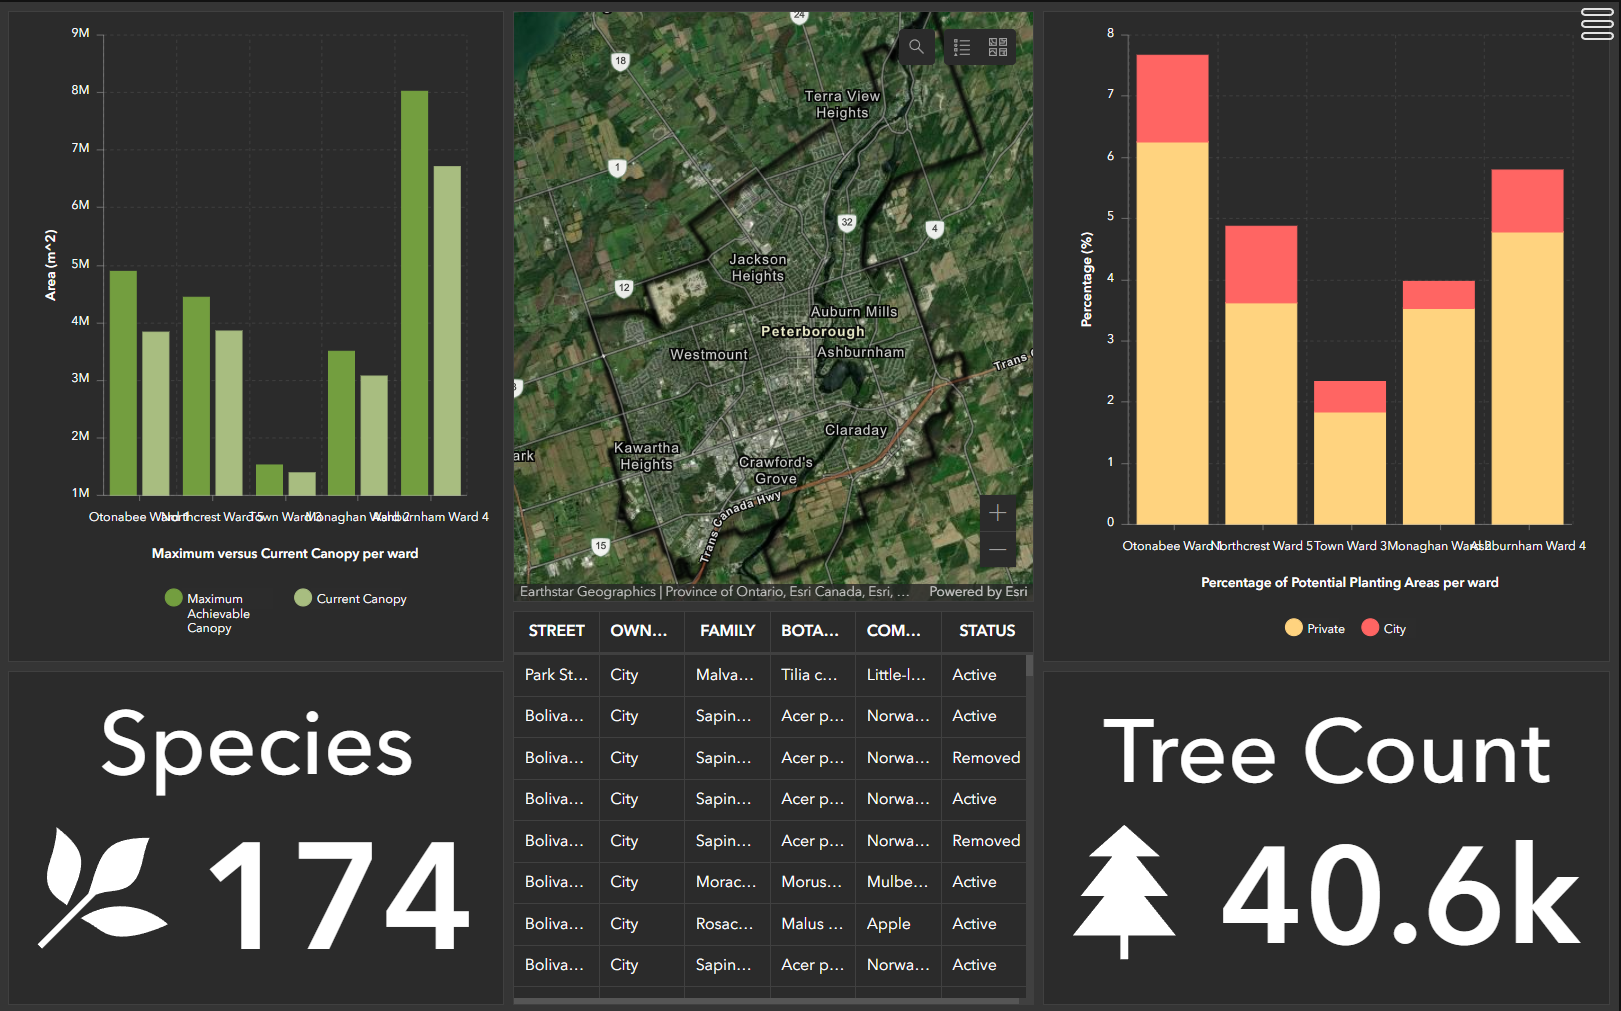 9M
8M
7M
6M
5M
4M
3M
2M
1M
Area (m^2)
Otonabee Ward 1
Northcrest Ward 5
Town Ward 3
Monaghan Ward 2
Ashburnham Ward 4
Maximum versus Current Canopy per ward
Maximum
Achievable
Canopy
Current Canopy
24
18
Terra View
Heights
1
32
4
Jackson
Heights
12
Auburn Mills
Peterborough
Westmount
Ashburnham
Trans
Claraday
Kawartha
Heights
ark
Crawford's
Grove
Trans Canada Hwy
15
Earthstar Geographics | Province of Ontario, Esri Canada, Esri, ...
Powered by Esri
8
7
6
5
4
3
2
1
0
Percentage (%)
Otonabee Ward 1
Northcrest Ward 5
Town Ward 3
Monaghan Ward 2
Ashburnham Ward 4
Percentage of Potential Planting Areas per ward
Private
City
STREET OWN... FAMILY BOTA... COM... STATUS
Park St... City Malva... Tilia c... Little-l... Active
Boliva... City Sapin... Acer p... Norwa... Active
Boliva... City Sapin... Acer p... Norwa... Removed
Boliva... City Sapin... Acer p... Norwa... Active
Boliva... City Sapin... Acer p... Norwa... Removed
Boliva... City Morac... Morus... Mulbe... Active
Boliva... City Rosac... Malus ... Apple Active
Boliva... City Sapin... Acer p... Norwa... Active
Species
174
Tree Count
40.6k